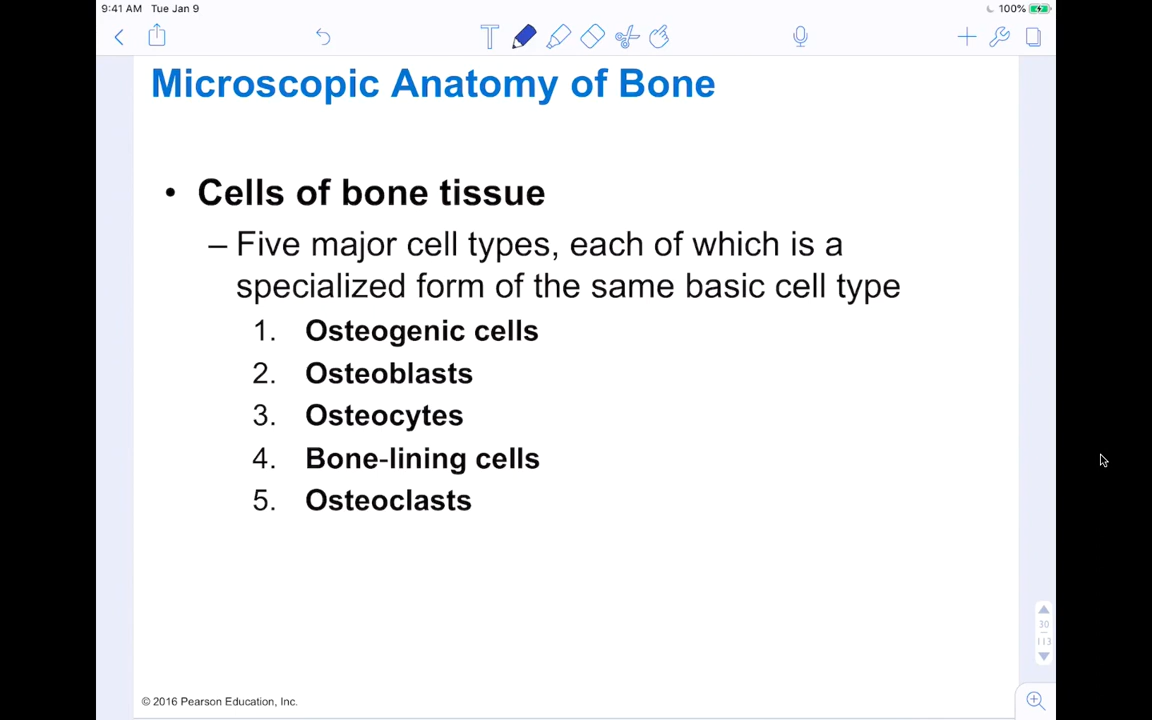 9:41 AM Tue Jan 9
100%
T
Microscopic Anatomy of Bone
• Cells of bone tissue
– Five major cell types, each of which is a
specialized form of the same basic cell type
1. Osteogenic cells
2. Osteoblasts
3. Osteocytes
4. Bone-lining cells
5. Osteoclasts
30
113
© 2016 Pearson Education, Inc.